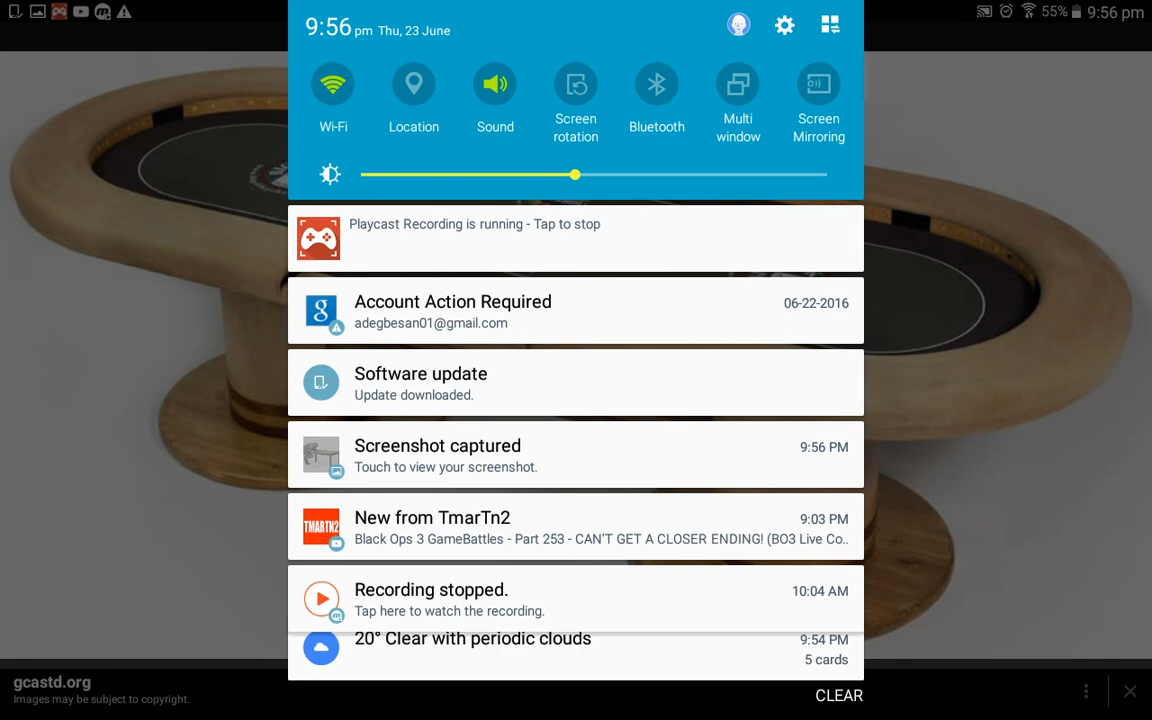 55% 9:56 pm
9:56 pm Thu, 23 June
Wi-Fi
Location
Sound
Screen rotation
Bluetooth
Multi window
Screen Mirroring
Playcast Recording is running - Tap to stop
Account Action Required 06-22-2016
adegbesan01@gmail.com
Software update
Update downloaded.
Screenshot captured 9:56 PM
Touch to view your screenshot.
TMARTN2
New from TmarTn2 9:03 PM
Black Ops 3 GameBattles - Part 253 - CAN'T GET A CLOSER ENDING! (BO3 Live Co..
Recording stopped. 10:04 AM
Tap here to watch the recording.
20° Clear with periodic clouds 9:54 PM
5 cards
CLEAR
gcastd.org
Images may be subject to copyright.